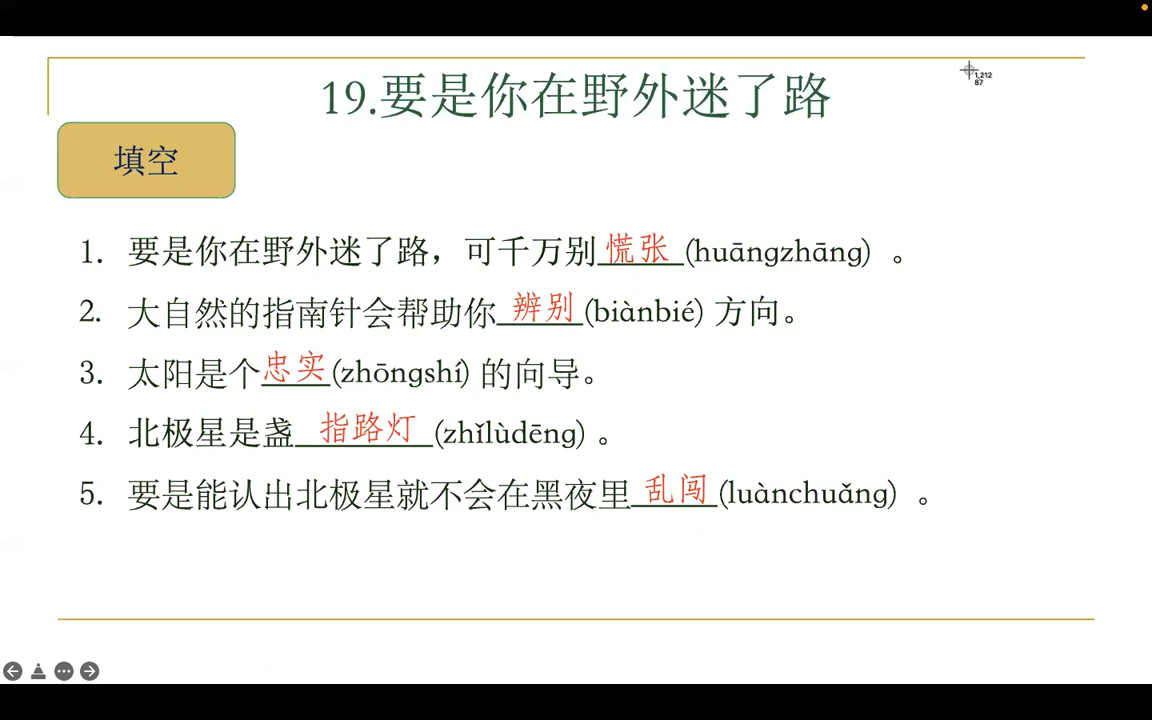 1,212
87
19.要是你在野外迷了路
填空
1. 要是你在野外迷了路，可千万别慌张(huāngzhāng) 。
2. 大自然的指南针会帮助你辨别(biànbié) 方向。
3. 太阳是个忠实(zhōngshí) 的向导。
4. 北极星是盏指路灯(zhǐlùdēng) 。
5. 要是能认出北极星就不会在黑夜里乱闯(luànchuǎng) 。